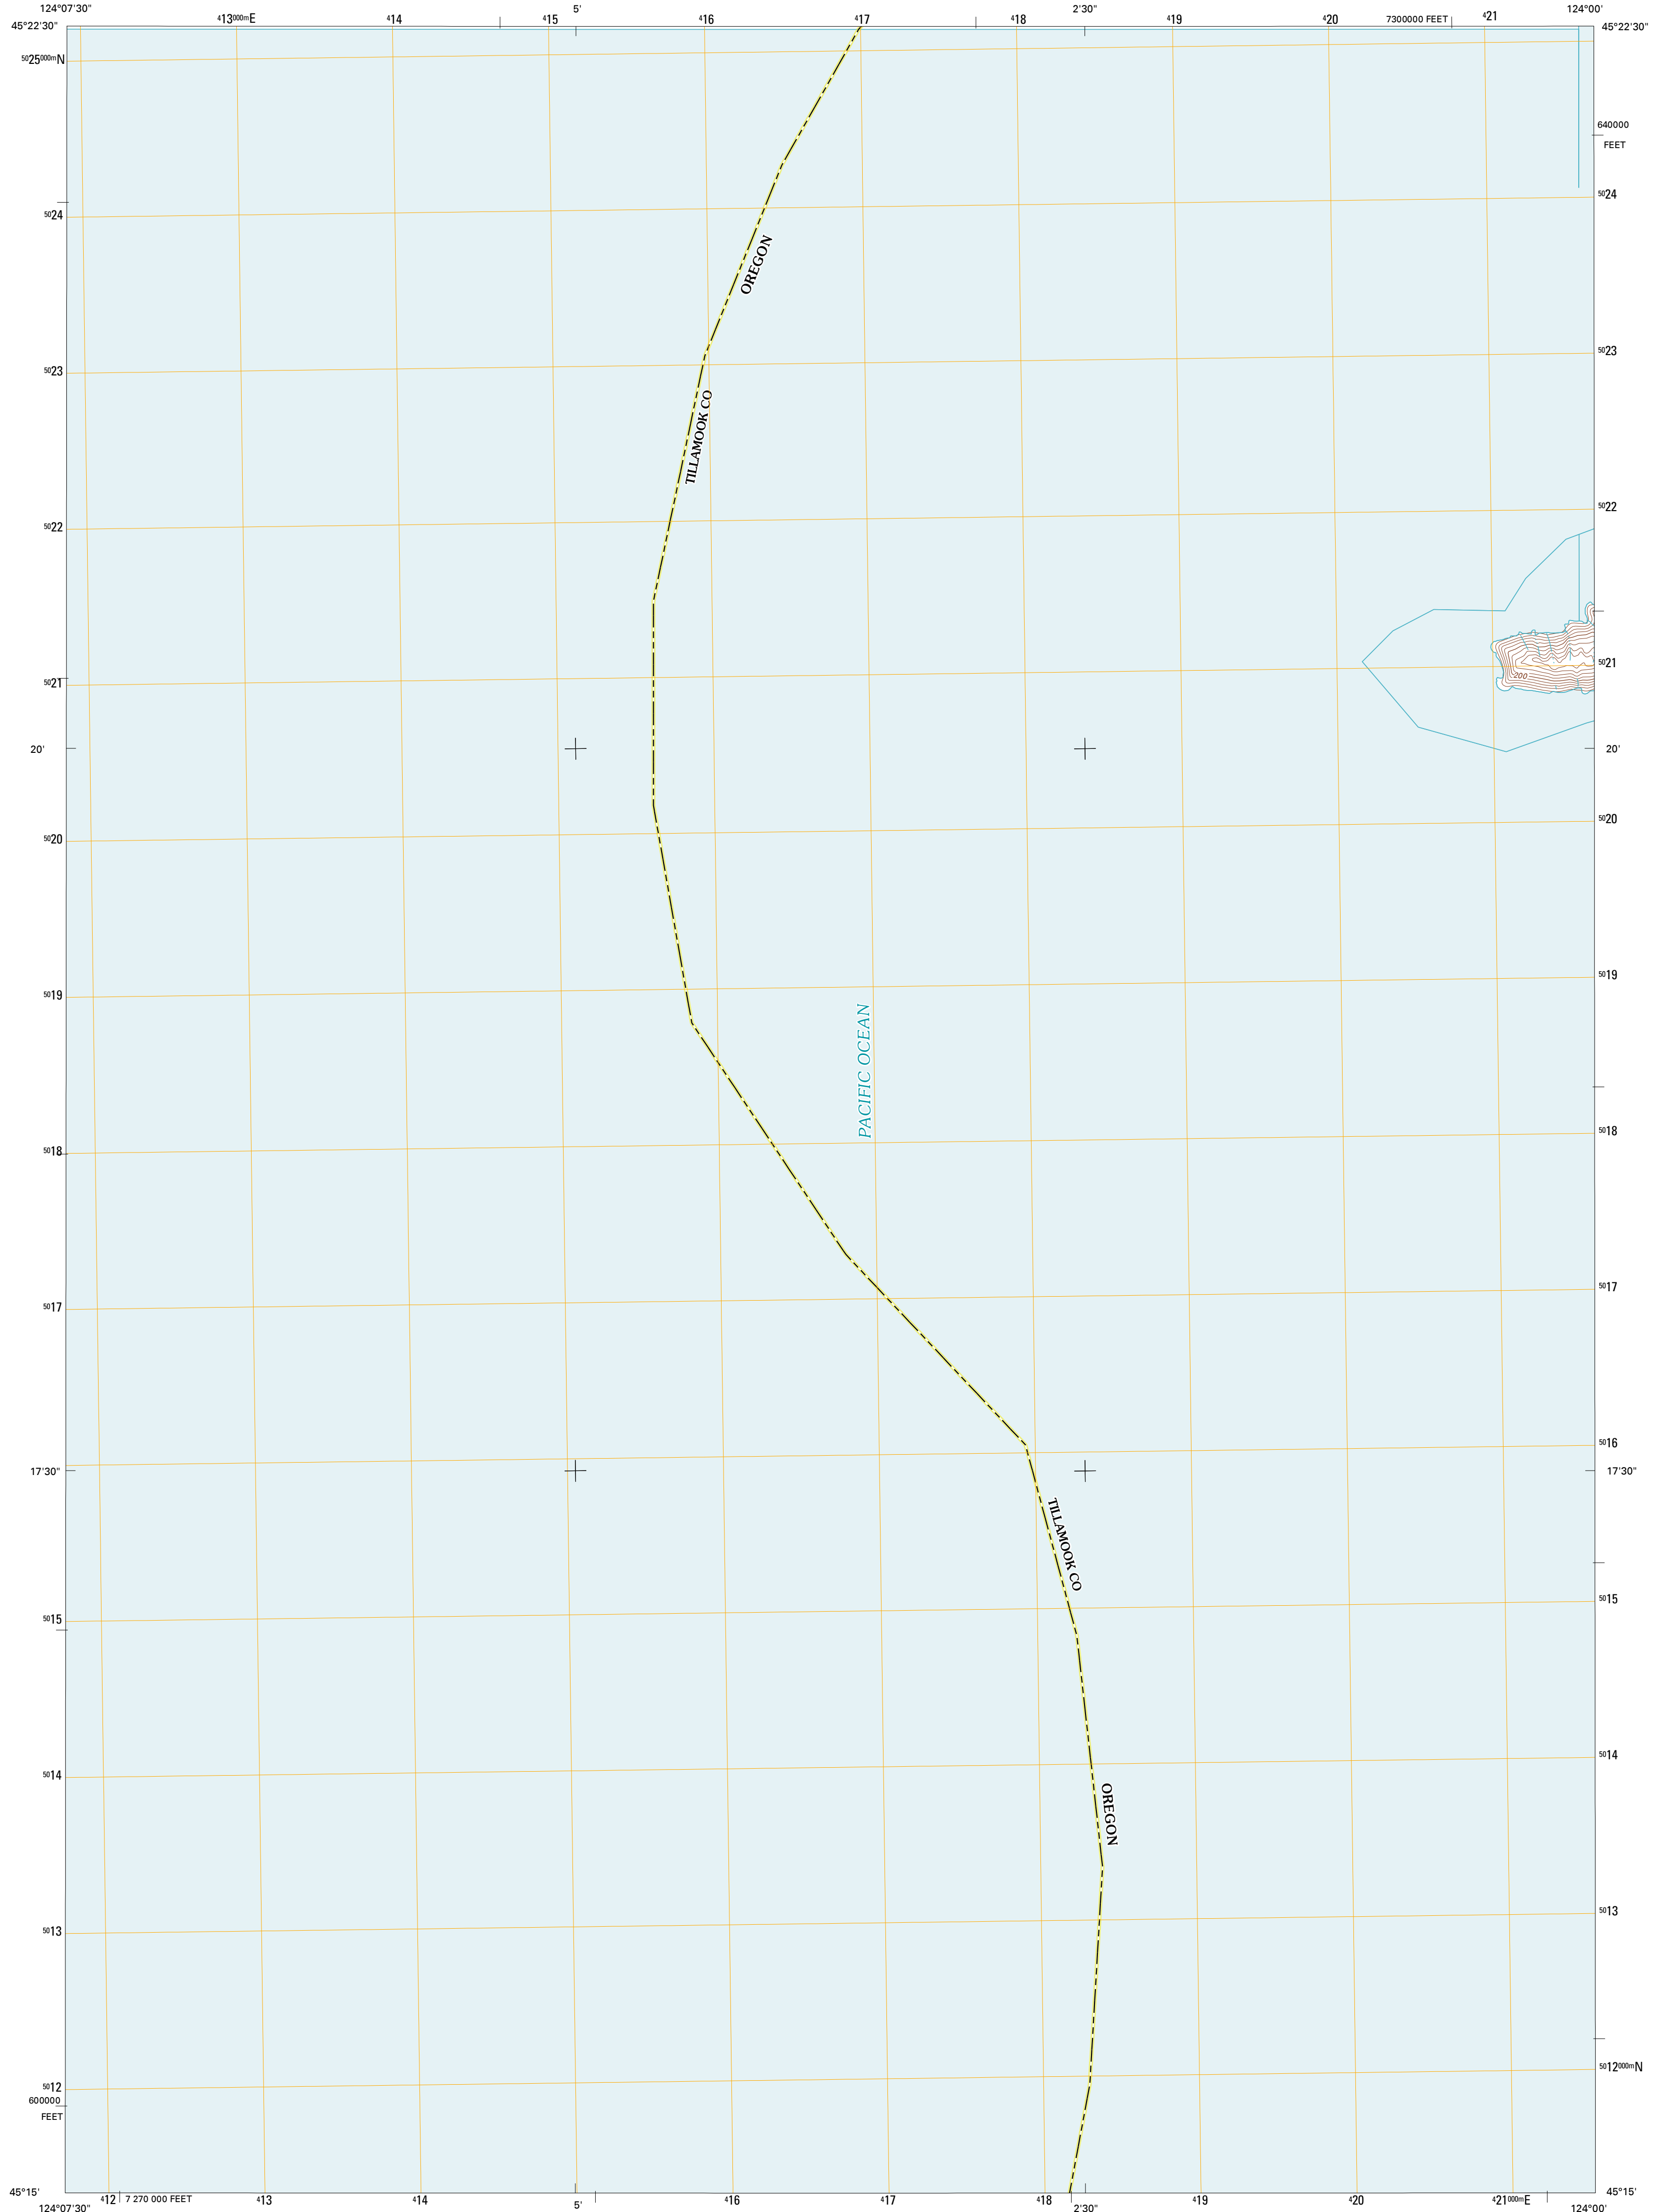 124°07'30" 5' 2'30" 124°00'
⁴13⁰⁰⁰ᵐE ⁴14 ⁴15 ⁴16 ⁴17 ⁴18 ⁴19 ⁴20 7300000 FEET ⁴21
45°22'30" 45°22'30"
⁵⁰25⁰⁰⁰ᵐN
640000
FEET
⁵⁰24 ⁵⁰24
OREGON
⁵⁰23 ⁵⁰23
TILLAMOOK CO
⁵⁰22 ⁵⁰22
⁵⁰21 ⁵⁰21
200
20' 20'
⁵⁰20 ⁵⁰20
⁵⁰19 ⁵⁰19
PACIFIC OCEAN
⁵⁰18 ⁵⁰18
⁵⁰17 ⁵⁰17
⁵⁰16
17'30" 17'30"
TILLAMOOK CO
⁵⁰15 ⁵⁰15
⁵⁰14 ⁵⁰14
OREGON
⁵⁰13 ⁵⁰13
⁵⁰12 ⁵⁰12⁰⁰⁰ᵐN
600000
FEET
45°15' 45°15'
⁴12 7 270 000 FEET ⁴13 ⁴14 ⁴16 ⁴17 ⁴18 ⁴19 ⁴20 ⁴21⁰⁰⁰ᵐE
124°07'30" 5' 2'30" 124°00'